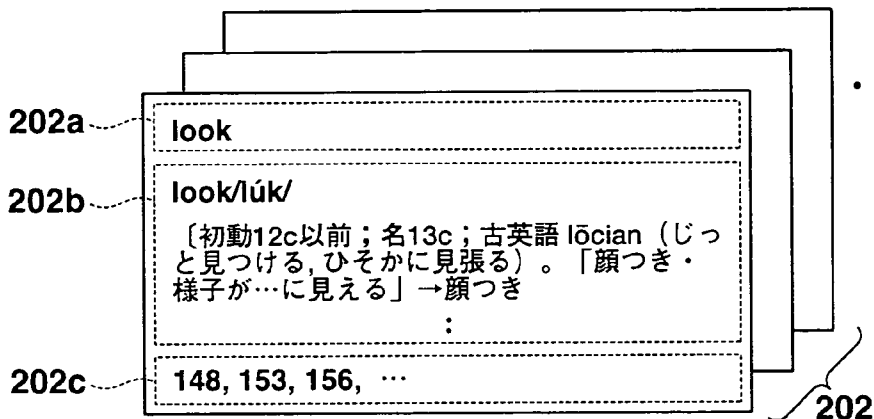 202a
look
202b
look/lúk/
〔初動12c以前；名13c；古英語 lōcian（じっ
と見つける, ひそかに見張る）。「顔つき・
様子が…に見える」→顔つき
:
202c
148, 153, 156, …
202